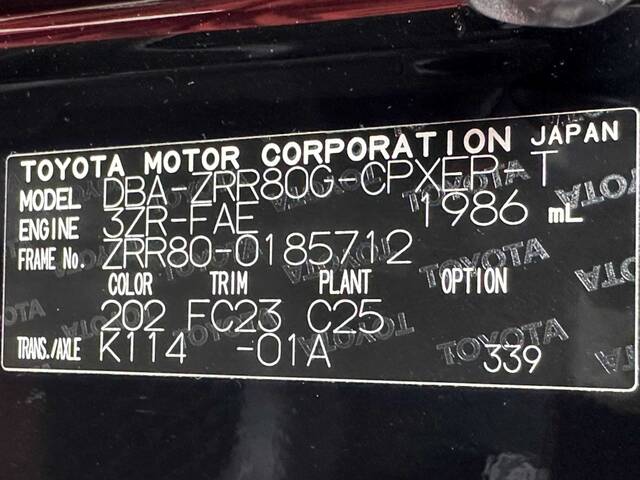 TOYOTA MOTOR CORPORATION JAPAN
MODEL DBA-ZRR80G-CPXEP T
ENGINE 3ZR-FAE 1986 mL
FRAME No. ZRR80-0185712
COLOR TRIM PLANT OPTION
202 FC23 C25
TRANS./AXLE K114 -01A 339